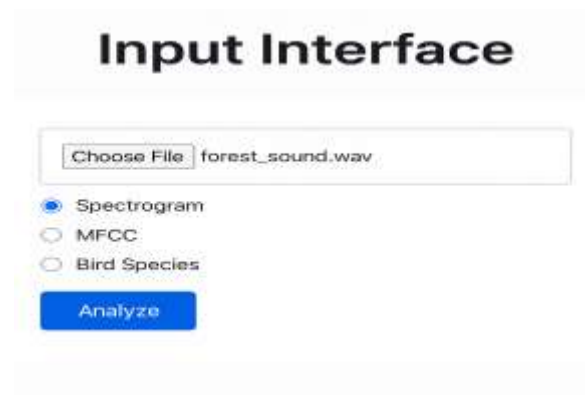 Input Interface
Choose File forest_sound.wav
Spectrogram
MFCC
Bird Species
Analyze